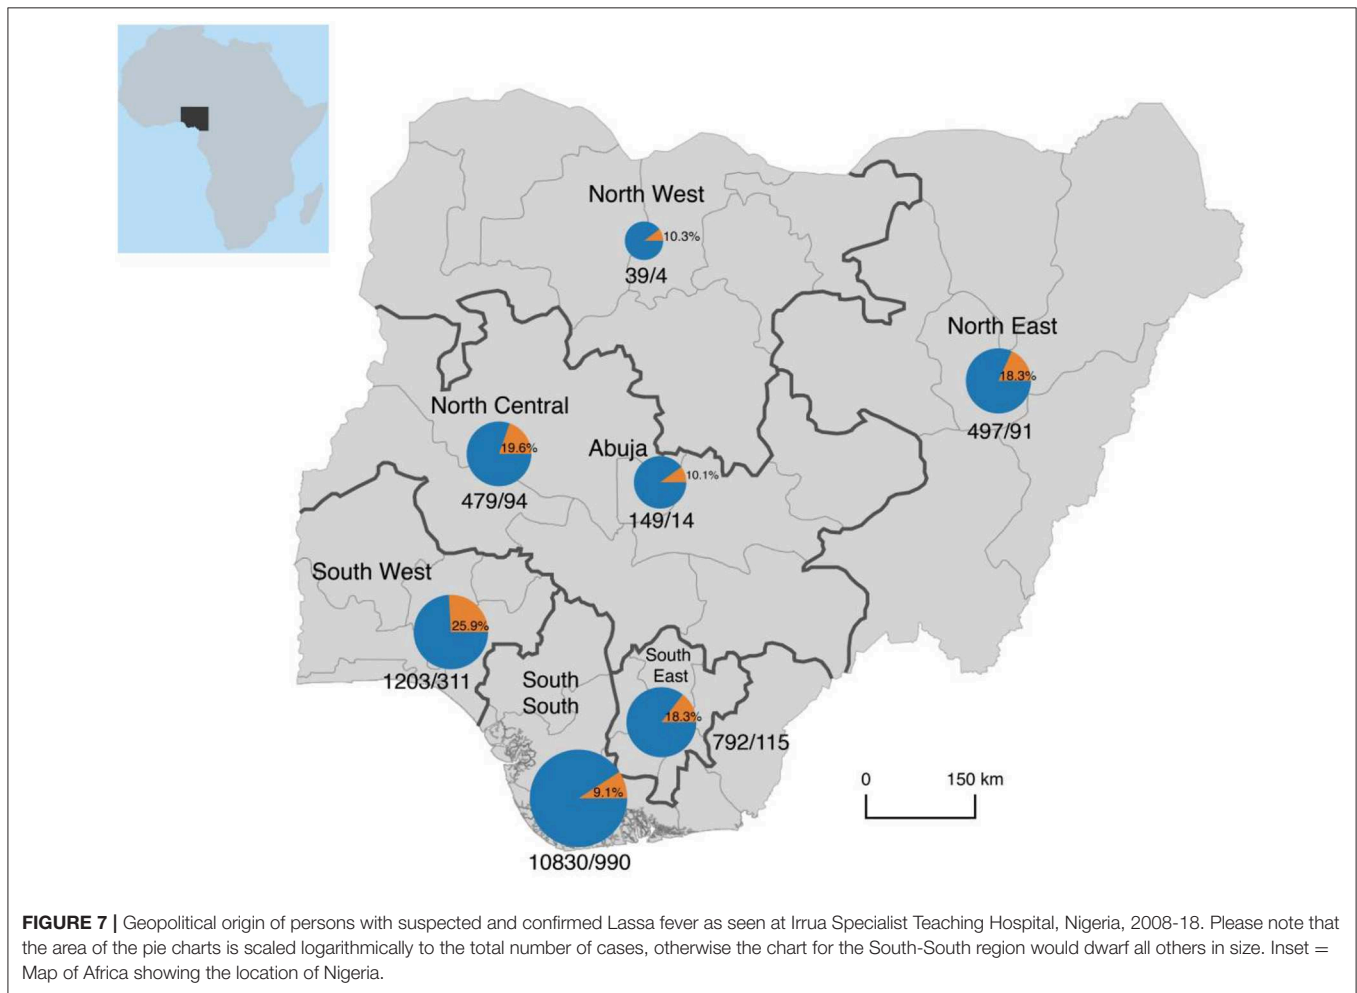 North West
10.3%
39/4
North East
18.3%
497/91
North Central
19.6%
479/94
Abuja
10.1%
149/14
South West
25.9%
1203/311
South
South
9.1%
10830/990
South
East
18.3%
792/115
0 150 km
FIGURE 7 | Geopolitical origin of persons with suspected and confirmed Lassa fever as seen at Irrua Specialist Teaching Hospital, Nigeria, 2008-18. Please note that
the area of the pie charts is scaled logarithmically to the total number of cases, otherwise the chart for the South-South region would dwarf all others in size. Inset =
Map of Africa showing the location of Nigeria.